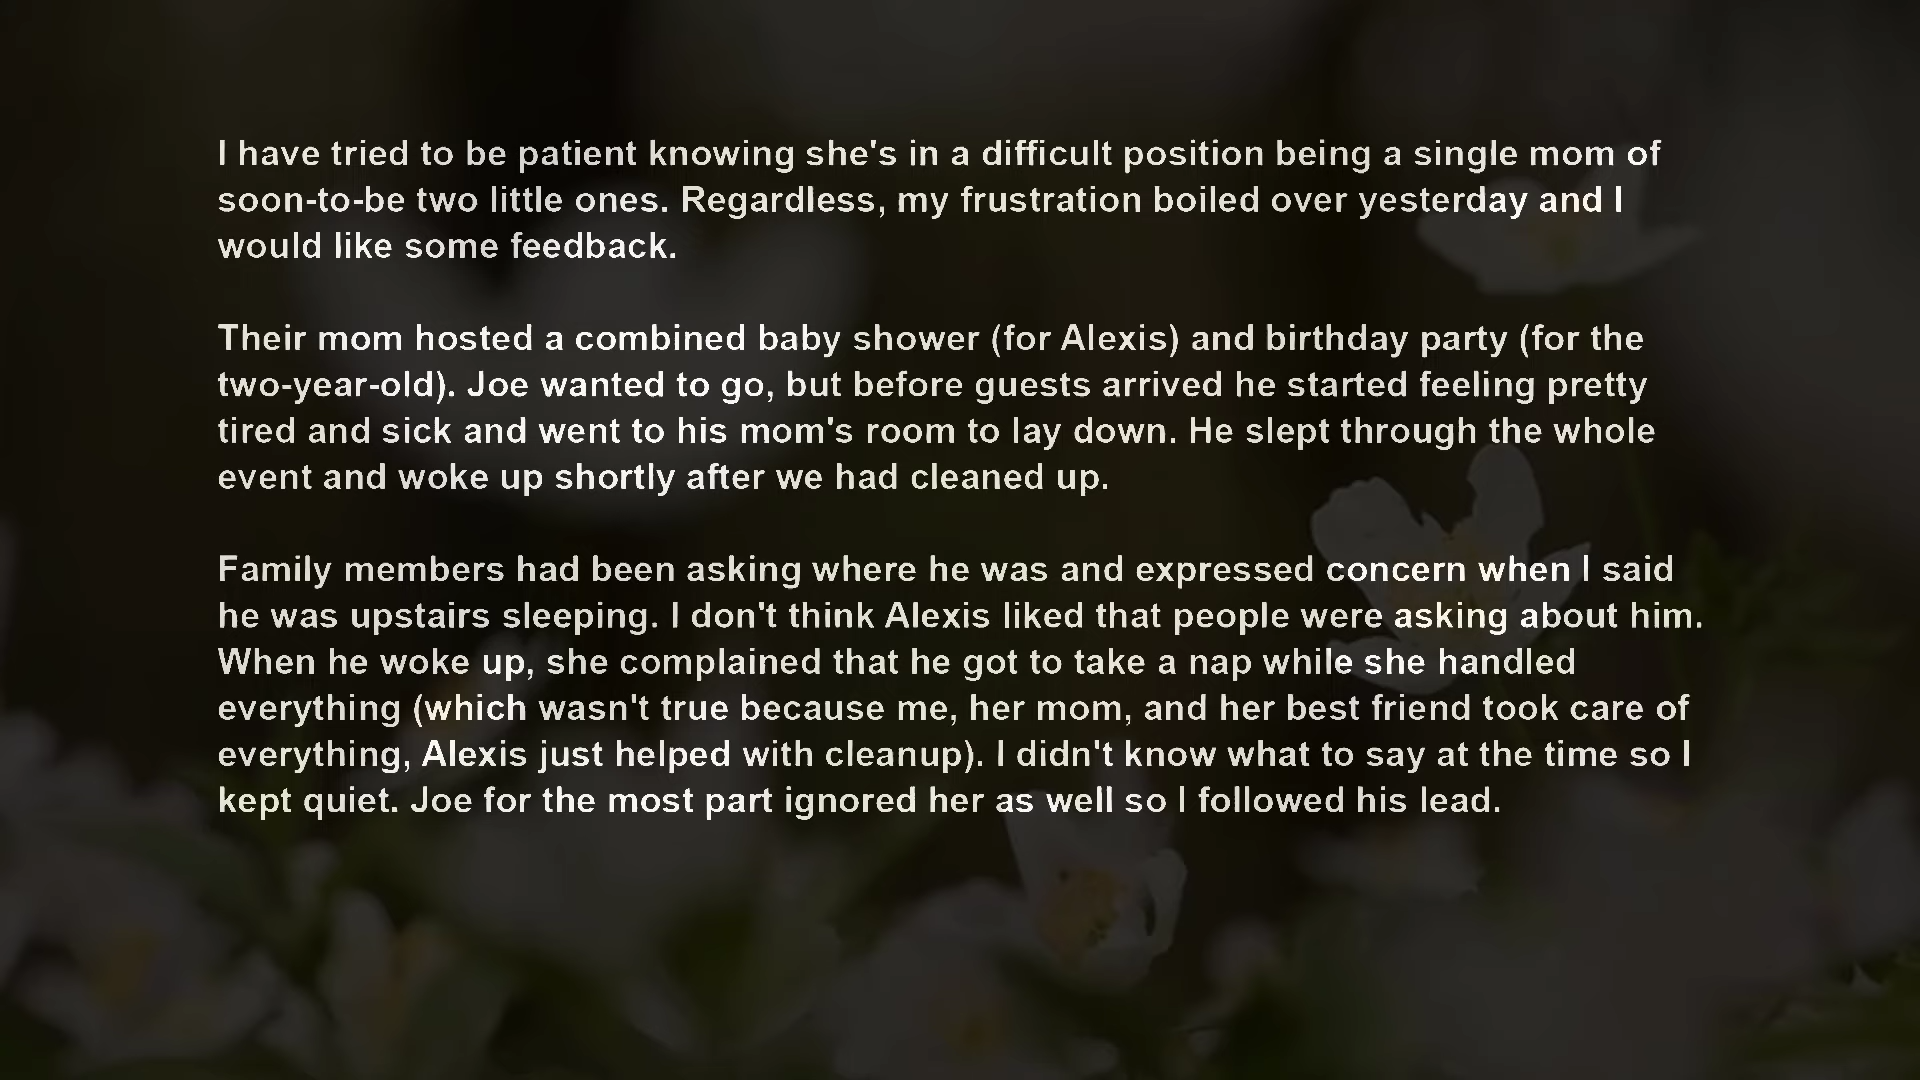 I have tried to be patient knowing she's in a difficult position being a single mom of
soon-to-be two little ones. Regardless, my frustration boiled over yesterday and I
would like some feedback.
Their mom hosted a combined baby shower (for Alexis) and birthday party (for the
two-year-old). Joe wanted to go, but before guests arrived he started feeling pretty
tired and sick and went to his mom's room to lay down. He slept through the whole
event and woke up shortly after we had cleaned up.
Family members had been asking where he was and expressed concern when I said
he was upstairs sleeping. I don't think Alexis liked that people were asking about him.
When he woke up, she complained that he got to take a nap while she handled
everything (which wasn't true because me, her mom, and her best friend took care of
everything, Alexis just helped with cleanup). I didn't know what to say at the time so I
kept quiet. Joe for the most part ignored her as well so I followed his lead.